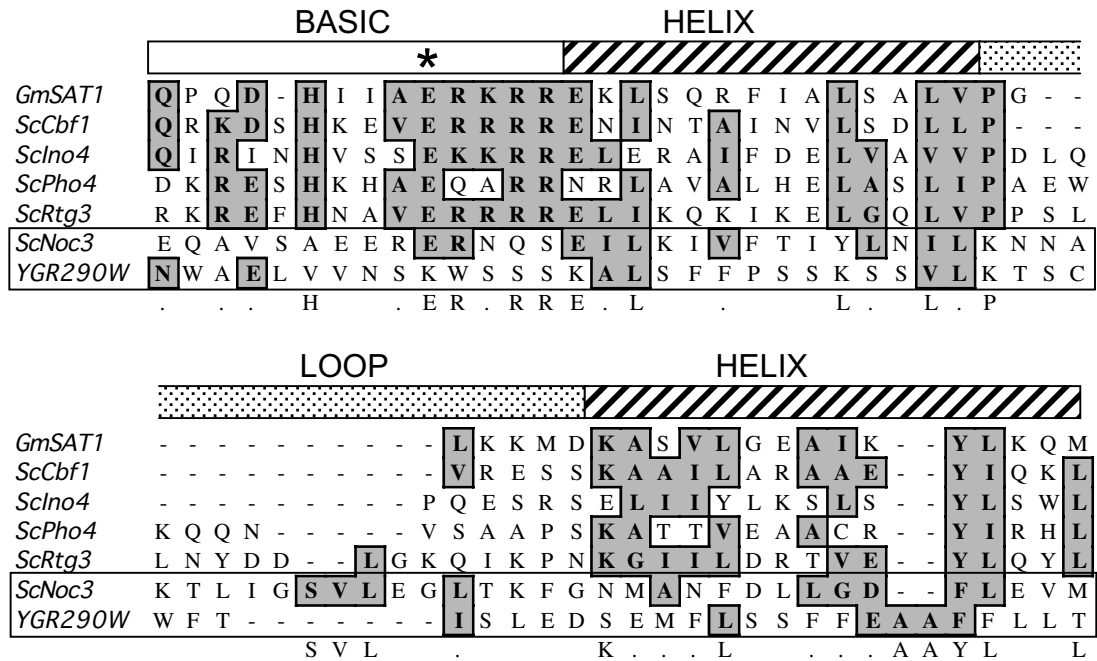 BASIC HELIX
*
GmSAT1 Q P Q D - H I I A E R K R R E K L S Q R F I A L S A L V P G - -
ScCbf1 Q R K D S H K E V E R R R R E N I N T A I N V L S D L L P - - -
ScIno4 Q I R I N H V S S E K K R R E L E R A I F D E L V A V V P D L Q
ScPho4 D K R E S H K H A E Q A R R N R L A V A L H E L A S L I P A E W
ScRtg3 R K R E F H N A V E R R R R E L I K Q K I K E L G Q L V P P S L
ScNoc3 E Q A V S A E E R E R N Q S E I L K I V F T I Y L N I L K N N A
YGR290W N W A E L V V N S K W S S S K A L S F F P S S K S S V L K T S C
. . . H . E R . R R E . L . L . L . P
LOOP HELIX
GmSAT1 - - - - - - - - - - L K K M D K A S V L G E A I K - - Y L K Q M
ScCbf1 - - - - - - - - - - V R E S S K A A I L A R A A E - - Y I Q K L
ScIno4 - - - - - - - - - P Q E S R S E L I I Y L K S L S - - Y L S W L
ScPho4 K Q Q N - - - - - V S A A P S K A T T V E A A C R - - Y I R H L
ScRtg3 L N Y D D - - L G K Q I K P N K G I I L D R T V E - - Y L Q Y L
ScNoc3 K T L I G S V L E G L T K F G N M A N F D L L G D - - F L E V M
YGR290W W F T - - - - - - - I S L E D S E M F L S S F F E A A F F L L T
S V L . K . . . L . . . A A Y L L